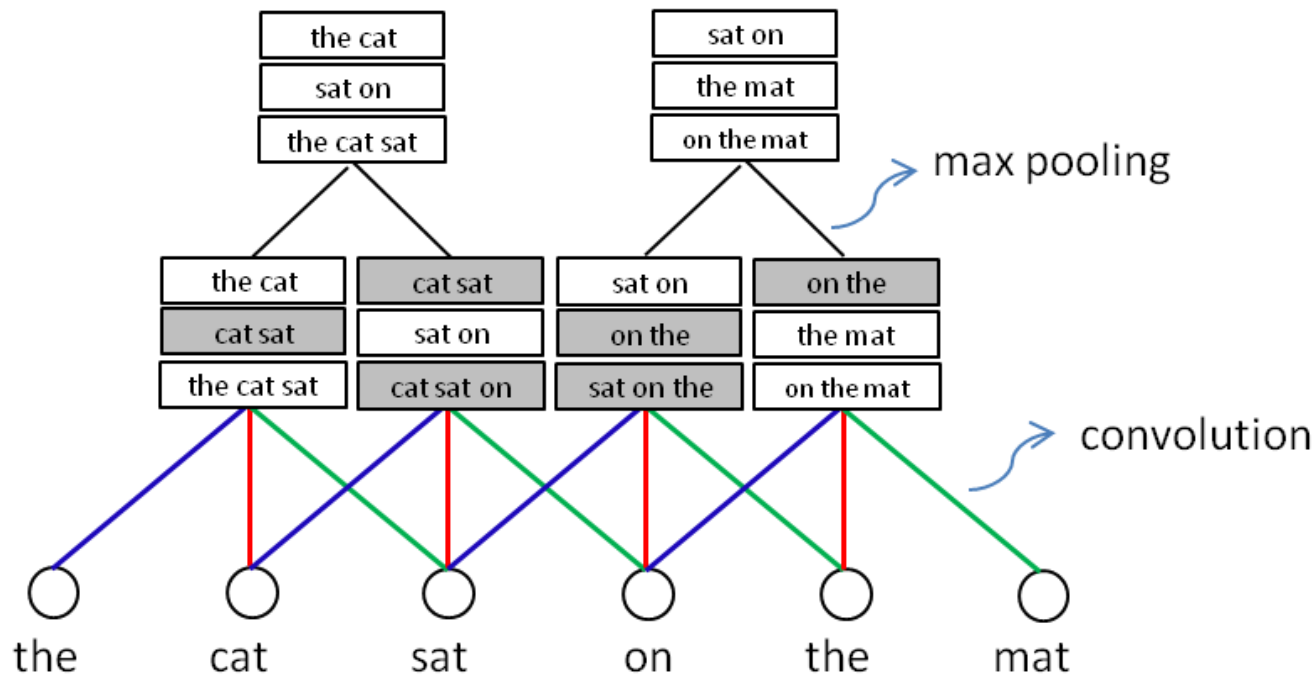 the cat
sat on
the cat sat
sat on
the mat
on the mat
max pooling
the cat
cat sat
the cat sat
cat sat
sat on
cat sat on
sat on
on the
sat on the
on the
the mat
on the mat
convolution
the cat sat on the mat